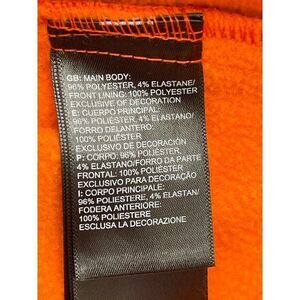 GB: MAIN BODY:
96% POLYESTER, 4% ELASTANE/
FRONT LINING: 100% POLYESTER
EXCLUSIVE OF DECORATION
E: CUERPO PRINCIPAL:
96% POLIÉSTER, 4% ELASTANO/
FORRO DELANTERO:
100% POLIÉSTER
EXCLUSIVO DE DECORACIÓN
P: CORPO: 96% POLIÉSTER,
4% ELASTANO/FORRO DA PARTE
FRONTAL: 100% POLIÉSTER
EXCLUSIVO PARA DECORAÇÃO
I: CORPO PRINCIPALE:
96% POLIESTERE, 4% ELASTAN/
FODERA ANTERIORE:
100% POLIESTERE
ESCLUSA LA DECORAZIONE